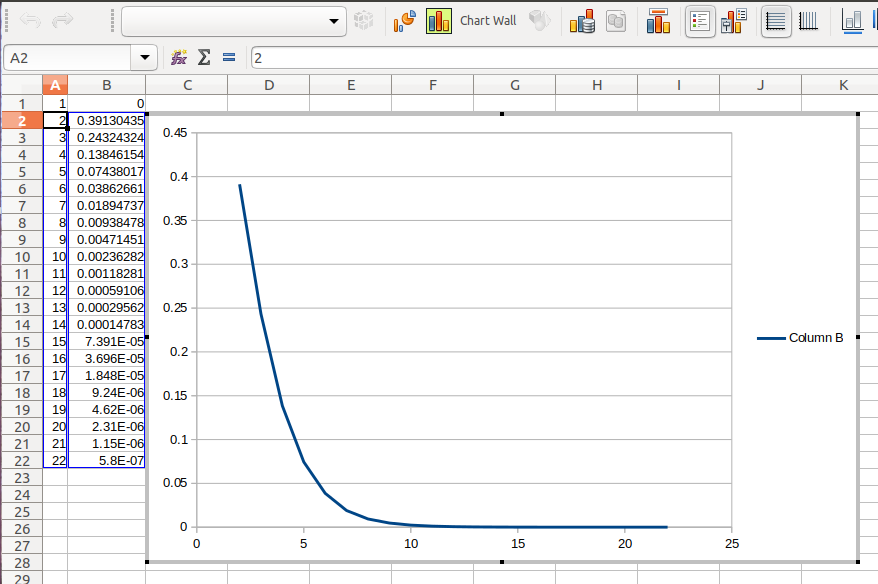 Chart Wall
A2 fx Σ = 2
A B C D E F G H I J K
1 1 0
2 2 0.39130435
3 3 0.24324324
4 4 0.13846154
5 5 0.07438017
6 6 0.03862661
7 7 0.01894737
8 8 0.00938478
9 9 0.00471451
10 10 0.00236282
11 11 0.00118281
12 12 0.00059106
13 13 0.00029562
14 14 0.00014783
15 15 7.391E-05
16 16 3.696E-05
17 17 1.848E-05
18 18 9.24E-06
19 19 4.62E-06
20 20 2.31E-06
21 21 1.15E-06
22 22 5.8E-07
23
24
25
26
27
28
29
0.45
0.4
0.35
0.3
0.25
0.2
0.15
0.1
0.05
0
0 5 10 15 20 25
Column B